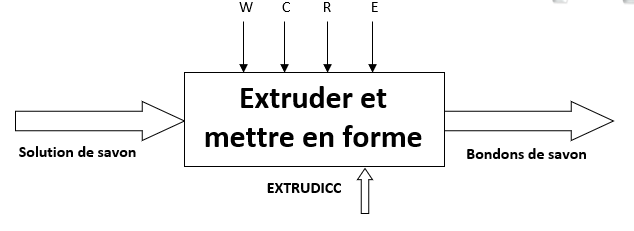 W C R E
Extruder et
mettre en forme
Solution de savon
Bondons de savon
EXTRUDICC